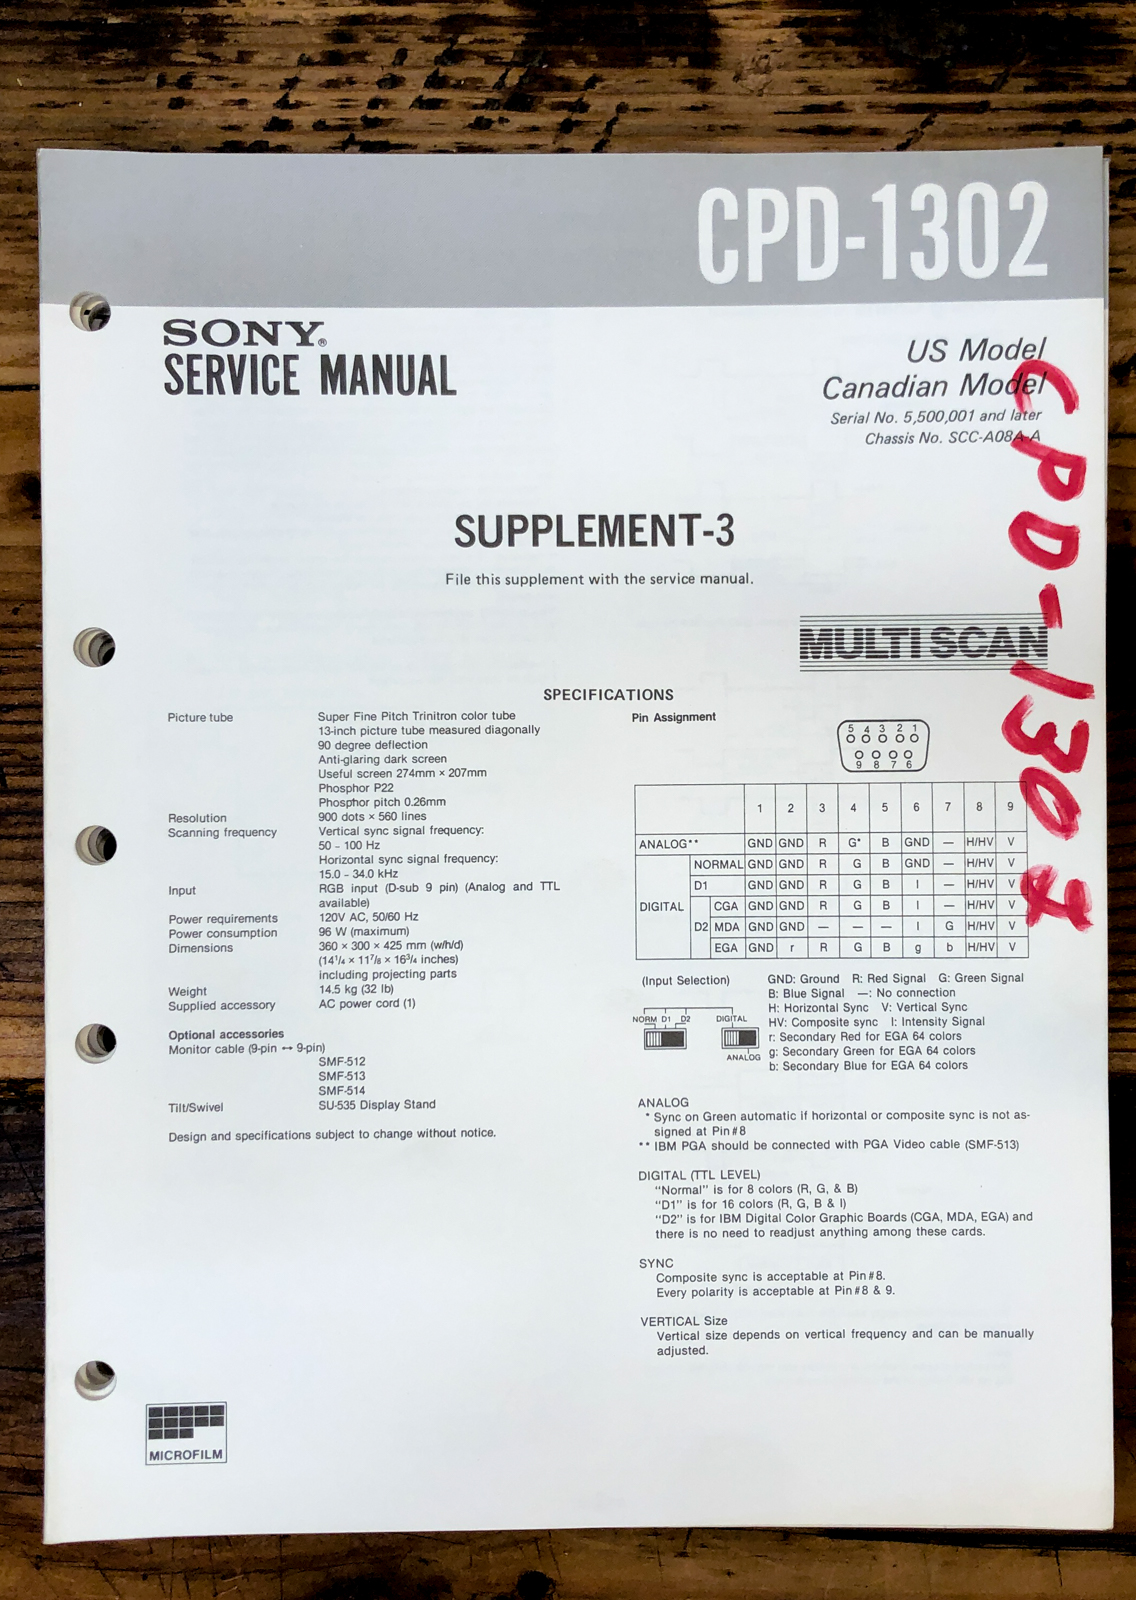 CPD-1302
SONY®
SERVICE MANUAL
US Model
Canadian Model
Serial No. 5,500,001 and later
Chassis No. SCC-A08A-A
CPD-1302
SUPPLEMENT-3
File this supplement with the service manual.
MULTISCAN
SPECIFICATIONS
Picture tube Super Fine Pitch Trinitron color tube
13-inch picture tube measured diagonally
90 degree deflection
Anti-glaring dark screen
Useful screen 274mm × 207mm
Phosphor P22
Phosphor pitch 0.26mm
Resolution 900 dots × 560 lines
Scanning frequency Vertical sync signal frequency:
50 - 100 Hz
Horizontal sync signal frequency:
15.0 - 34.0 kHz
Input RGB input (D-sub 9 pin) (Analog and TTL
available)
Power requirements 120V AC, 50/60 Hz
Power consumption 96 W (maximum)
Dimensions 360 × 300 × 425 mm (w/h/d)
(14¹/₄ × 11⁷/₈ × 16³/₄ inches)
including projecting parts
Weight 14.5 kg (32 lb)
Supplied accessory AC power cord (1)
Optional accessories
Monitor cable (9-pin ↔ 9-pin)
SMF-512
SMF-513
SMF-514
Tilt/Swivel SU-535 Display Stand
Design and specifications subject to change without notice.
Pin Assignment
5 4 3 2 1
9 8 7 6
1 2 3 4 5 6 7 8 9
ANALOG** GND GND R G* B GND — H/HV V
DIGITAL NORMAL GND GND R G B GND — H/HV V
D1 GND GND R G B I — H/HV V
D2 CGA GND GND R G B I — H/HV V
MDA GND GND — — — I G H/HV V
EGA GND r R G B g b H/HV V
(Input Selection)
NORM D1 D2 DIGITAL
ANALOG
GND: Ground R: Red Signal G: Green Signal
B: Blue Signal —: No connection
H: Horizontal Sync V: Vertical Sync
HV: Composite sync I: Intensity Signal
r: Secondary Red for EGA 64 colors
g: Secondary Green for EGA 64 colors
b: Secondary Blue for EGA 64 colors
ANALOG
* Sync on Green automatic if horizontal or composite sync is not as-
signed at Pin#8
** IBM PGA should be connected with PGA Video cable (SMF-513)
DIGITAL (TTL LEVEL)
"Normal" is for 8 colors (R, G, & B)
"D1" is for 16 colors (R, G, B & I)
"D2" is for IBM Digital Color Graphic Boards (CGA, MDA, EGA) and
there is no need to readjust anything among these cards.
SYNC
Composite sync is acceptable at Pin#8.
Every polarity is acceptable at Pin#8 & 9.
VERTICAL Size
Vertical size depends on vertical frequency and can be manually
adjusted.
MICROFILM